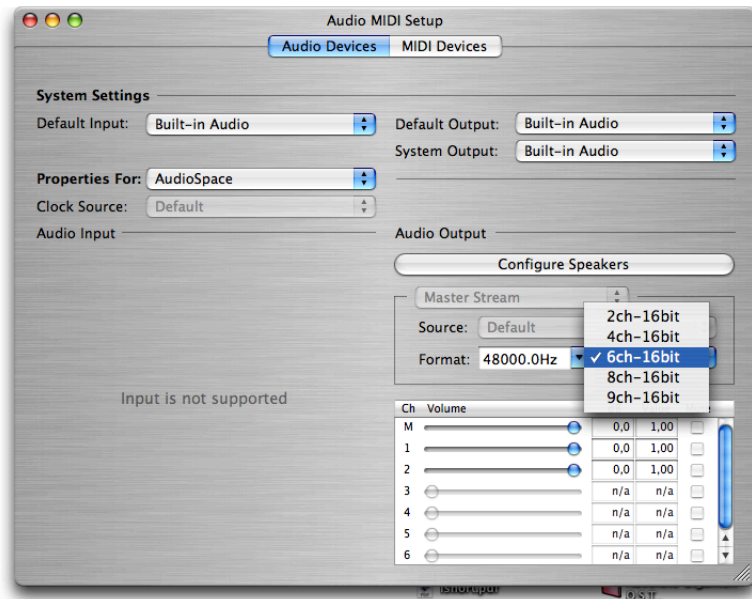 Audio MIDI Setup
Audio Devices MIDI Devices
System Settings
Default Input: Built-in Audio
Default Output: Built-in Audio
System Output: Built-in Audio
Properties For: AudioSpace
Clock Source: Default
Audio Input
Audio Output
Configure Speakers
Master Stream
Source: Default
Format: 48000.0Hz
2ch-16bit
4ch-16bit
✓ 6ch-16bit
8ch-16bit
9ch-16bit
Input is not supported
Ch Volume
M 0,0 1,00
1 0,0 1,00
2 0,0 1,00
3 n/a n/a
4 n/a n/a
5 n/a n/a
6 n/a n/a